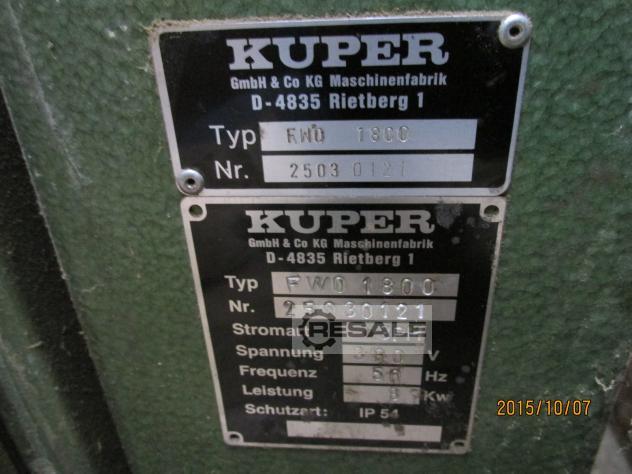 KUPER
GmbH & Co KG Maschinenfabrik
D-4835 Rietberg 1
Typ FWO 1800
Nr. 2503 0121
KUPER
GmbH & Co KG Maschinenfabrik
D-4835 Rietberg 1
Typ FWO 1800
Nr. 25030121
Stromart
RESALE
Spannung 380 V
Frequenz 50 Hz
Leistung Kw
Schutzart: IP 54
2015/10/07